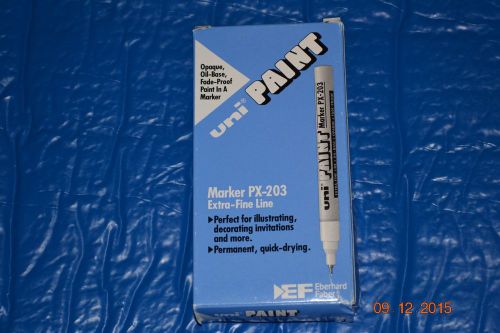 Opaque,
Oil-Base,
Fade-Proof
Paint In A
Marker
uni® PAINT
Marker PX-203
Extra-Fine Line
▶Perfect for illustrating,
decorating invitations
and more.
▶Permanent, quick-drying.
uni PAINT Marker PX-203
EF Eberhard
Faber
uni PAINT
09 12 2015